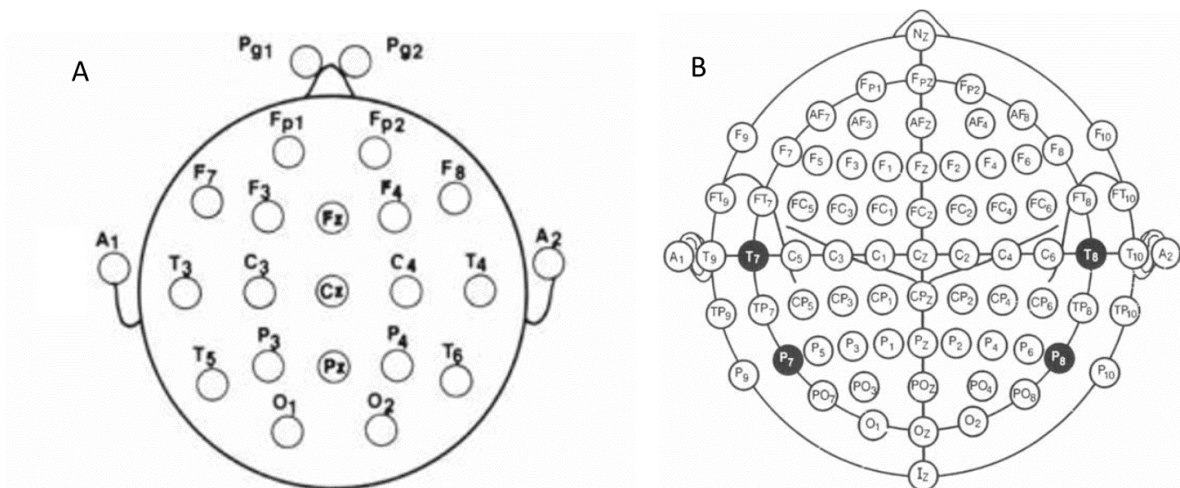 A
Pg1 Pg2
Fp1 Fp2
F7 F3 Fz F4 F8
A1 A2
T3 C3 Cz C4 T4
T5 P3 Pz P4 T6
O1 O2
B
NZ
FP1 FPZ FP2
AF7 AF3 AFZ AF4 AF8
F9 F7 F5 F3 F1 FZ F2 F4 F6 F8 F10
FT9 FT7 FC5 FC3 FC1 FCZ FC2 FC4 FC6 FT8 FT10
A1 T9 T7 C5 C3 C1 CZ C2 C4 C6 T8 T10 A2
TP9 TP7 CP5 CP3 CP1 CPZ CP2 CP4 CP6 TP8 TP10
P9 P7 P5 P3 P1 PZ P2 P4 P6 P8 P10
PO7 PO3 POZ PO4 PO8
O1 OZ O2
IZ